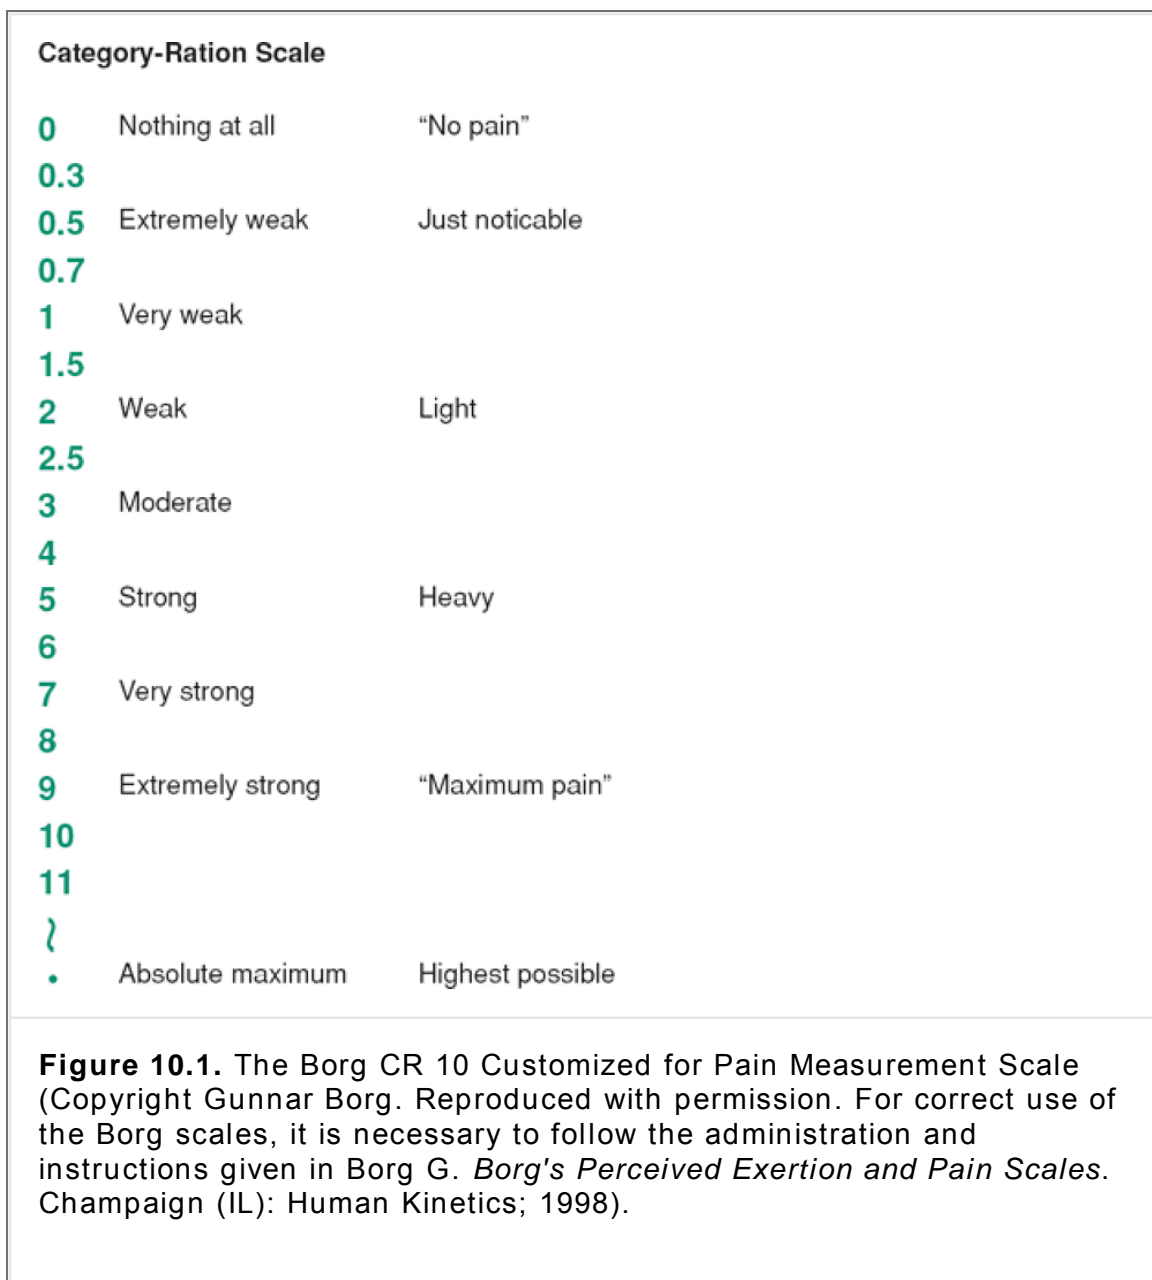 Category-Ration Scale
0 Nothing at all “No pain”
0.3
0.5 Extremely weak Just noticable
0.7
1 Very weak
1.5
2 Weak Light
2.5
3 Moderate
4
5 Strong Heavy
6
7 Very strong
8
9 Extremely strong “Maximum pain”
10
11
≀
• Absolute maximum Highest possible
Figure 10.1. The Borg CR 10 Customized for Pain Measurement Scale
(Copyright Gunnar Borg. Reproduced with permission. For correct use of
the Borg scales, it is necessary to follow the administration and
instructions given in Borg G. Borg's Perceived Exertion and Pain Scales.
Champaign (IL): Human Kinetics; 1998).